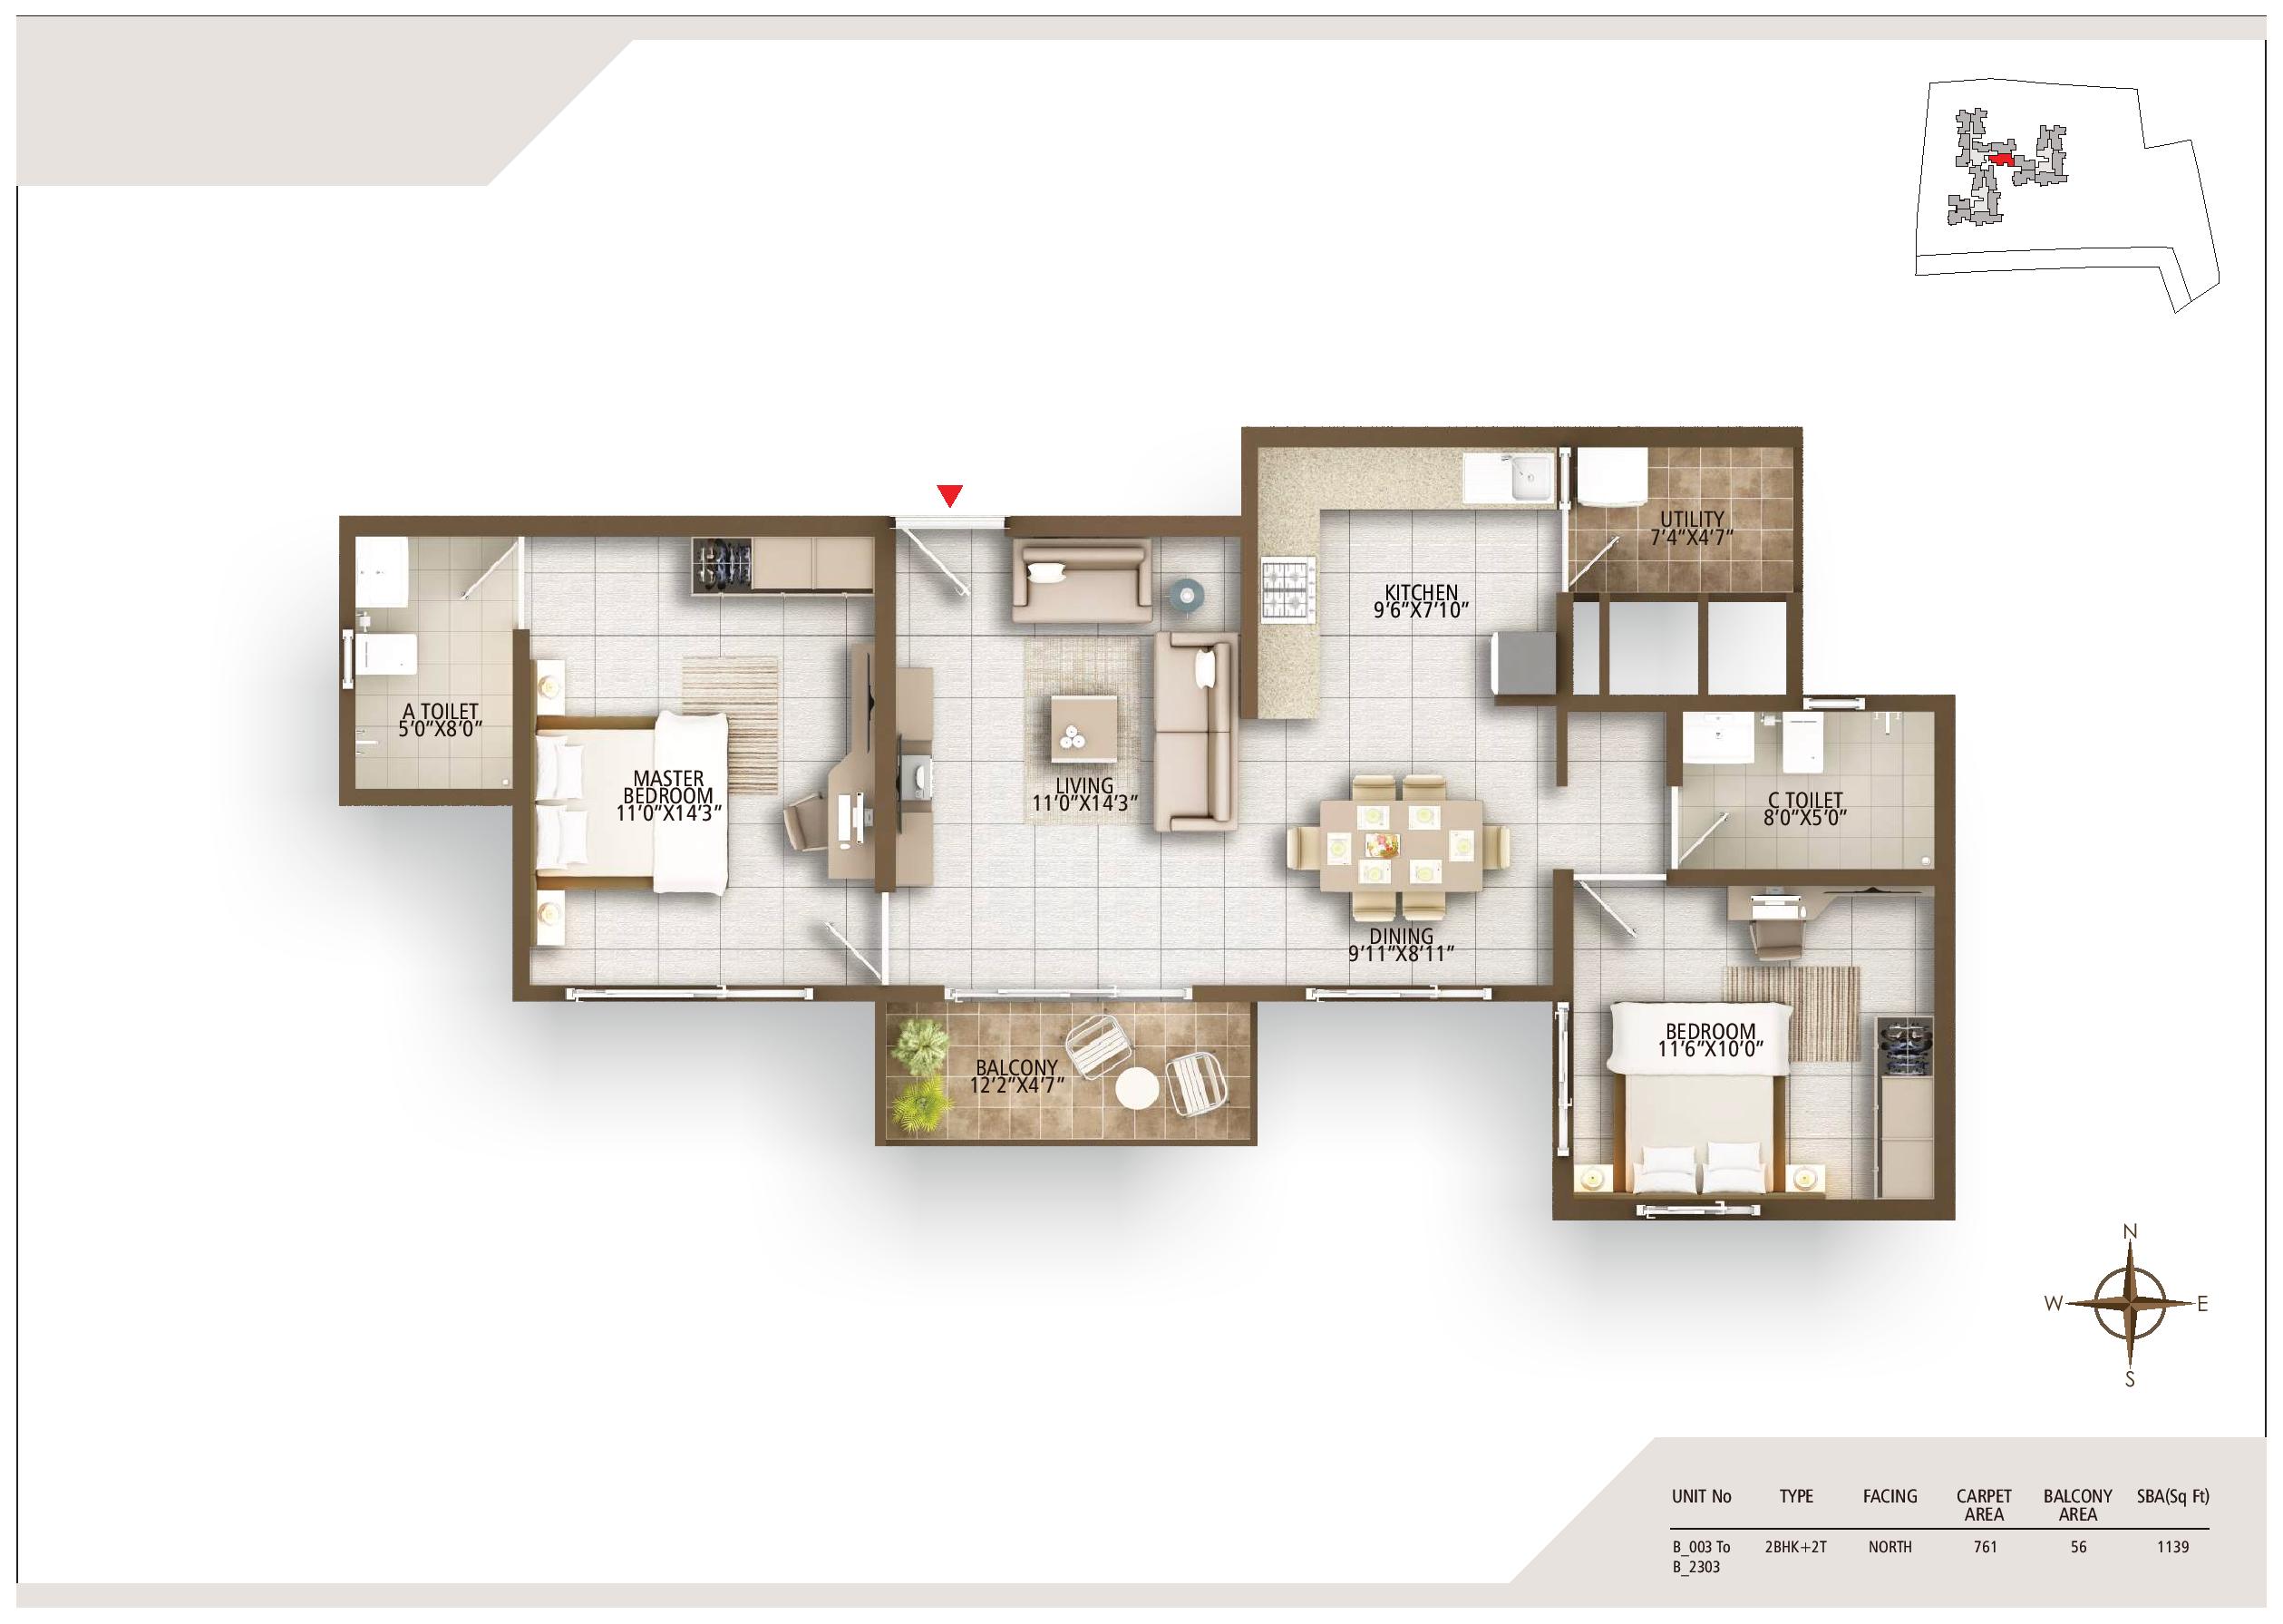 UTILITY
7'4"X4'7"
KITCHEN
9'6"X7'10"
A TOILET
5'0"X8'0"
MASTER
BEDROOM
11'0"X14'3"
LIVING
11'0"X14'3"
C TOILET
8'0"X5'0"
DINING
9'11"X8'11"
BEDROOM
11'6"X10'0"
BALCONY
12'2"X4'7"
N
W E
S
UNIT No TYPE FACING CARPET AREA BALCONY AREA SBA(Sq Ft)
B_003 To B_2303 2BHK+2T NORTH 761 56 1139